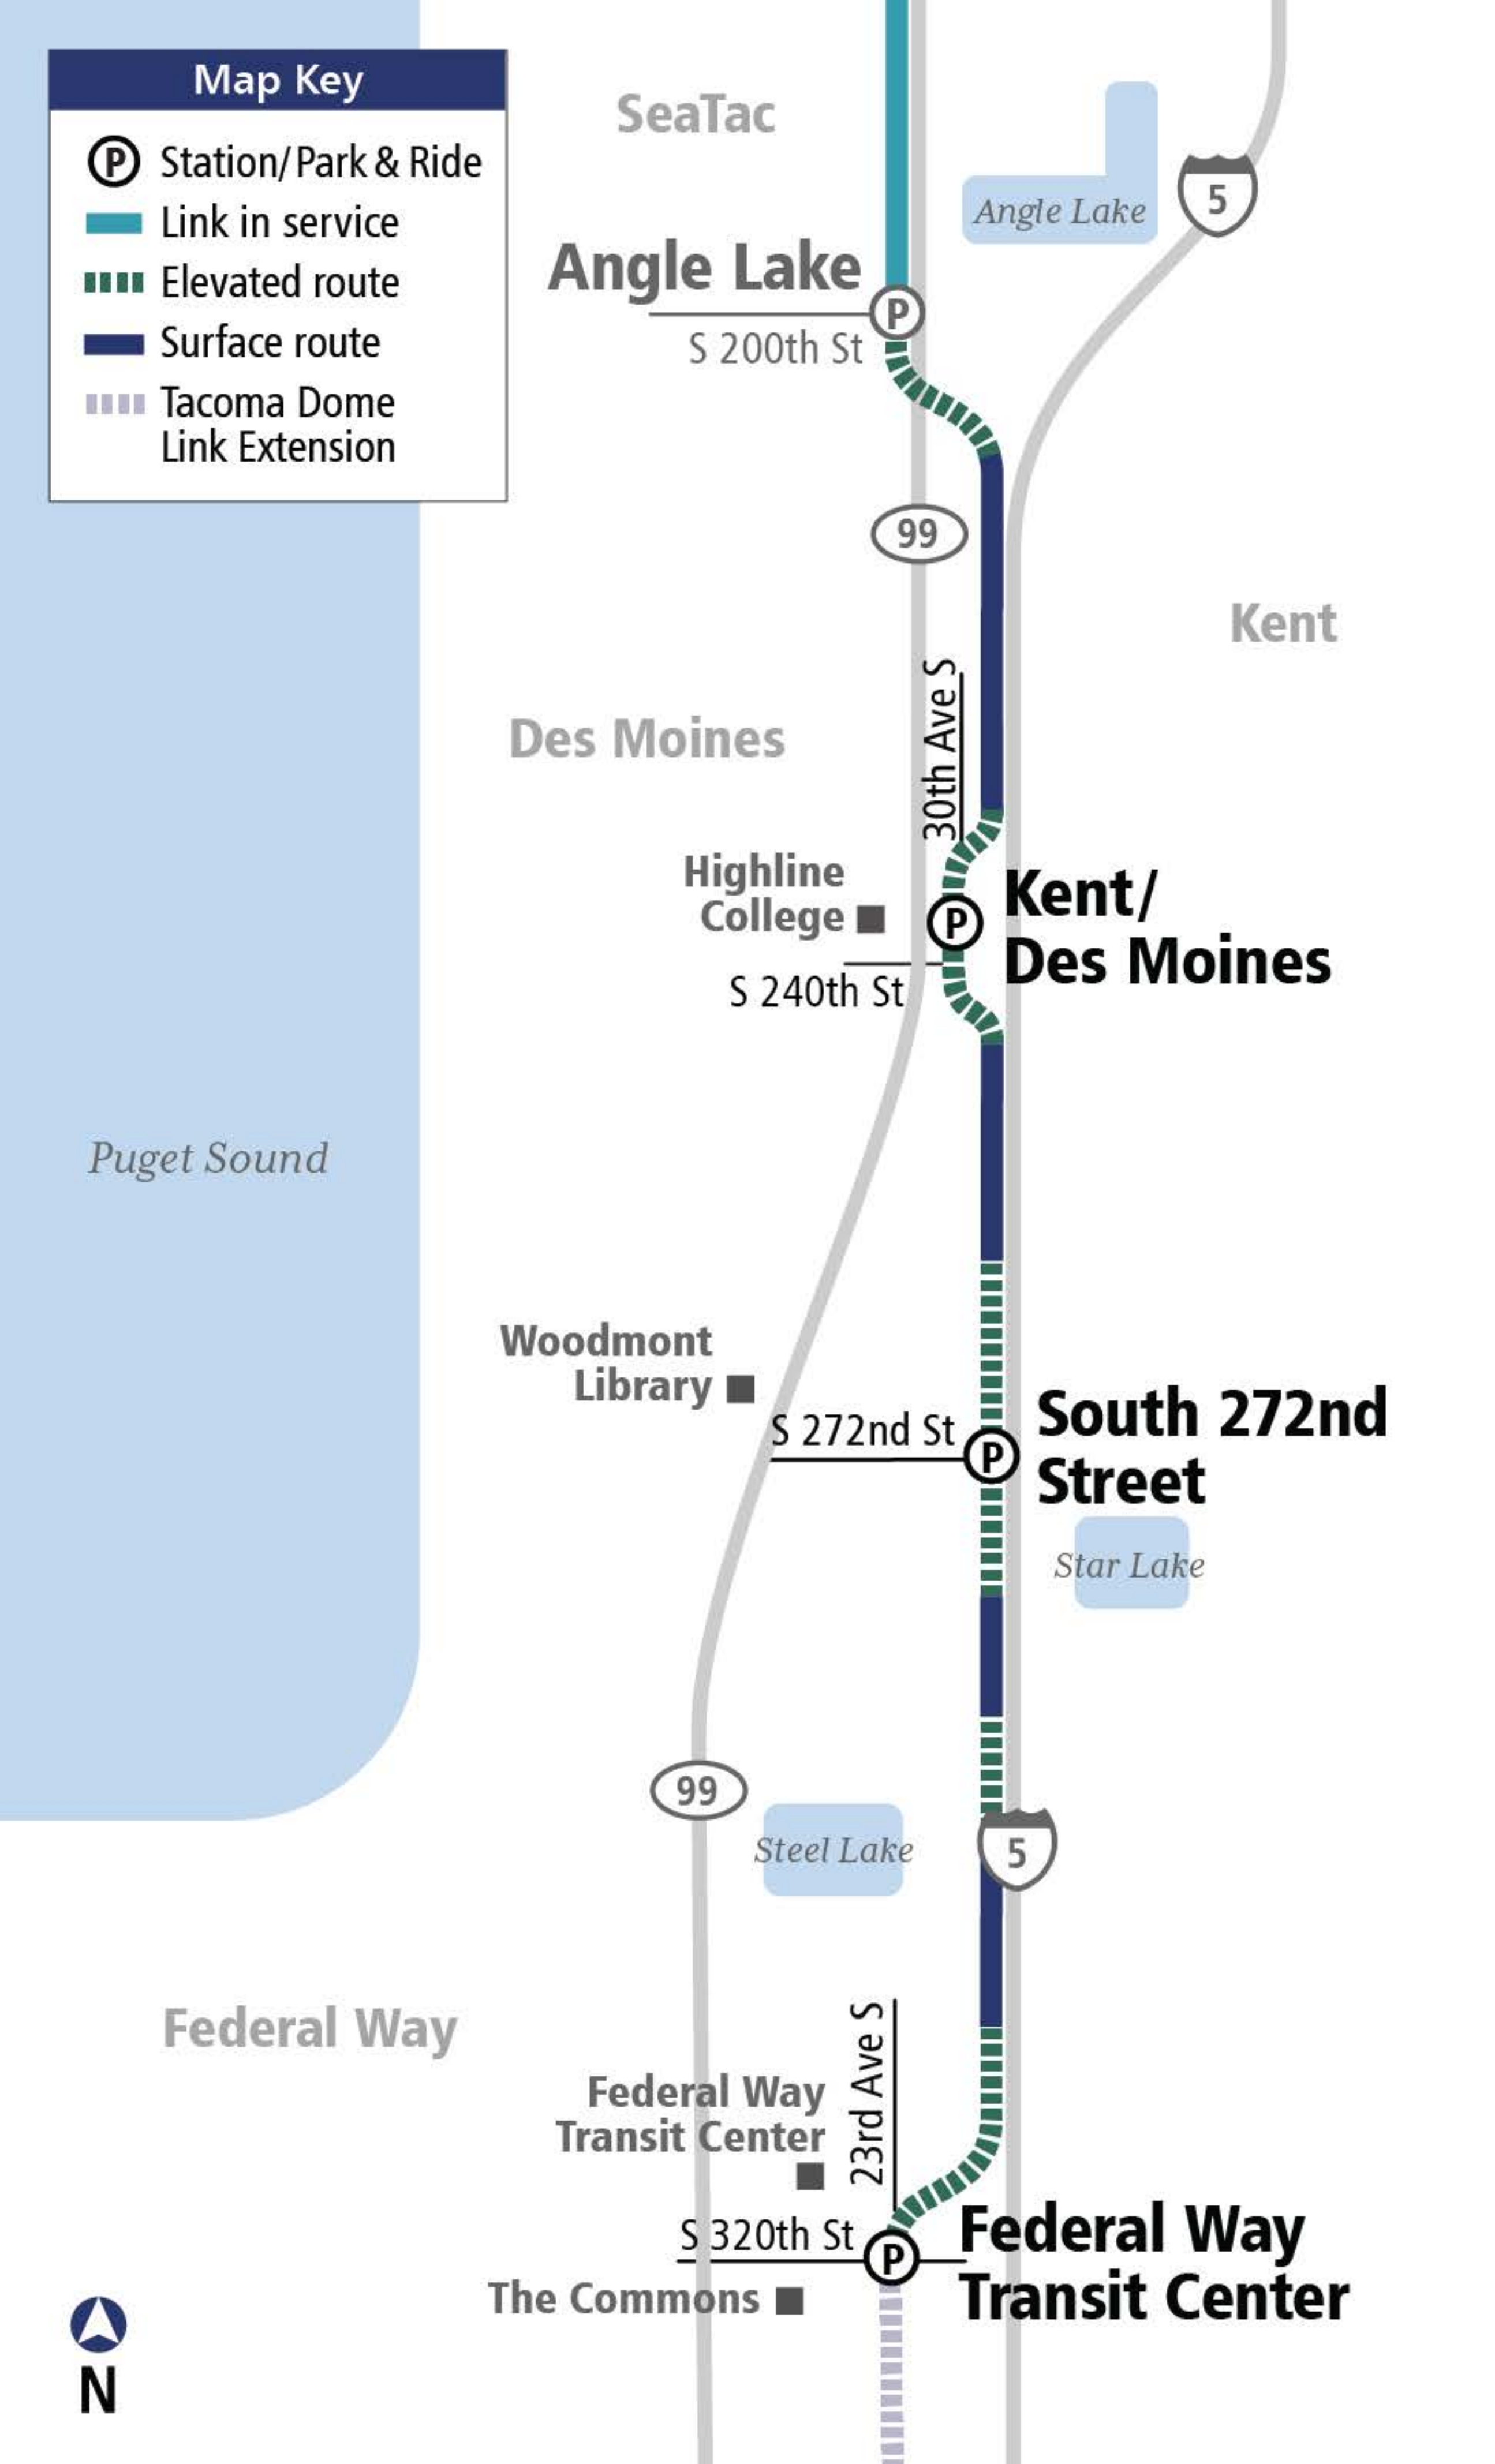 Map Key
P Station/Park & Ride
Link in service
Elevated route
Surface route
Tacoma Dome
Link Extension
SeaTac
Angle Lake
5
Angle Lake
P
S 200th St
99
Kent
30th Ave S
Des Moines
Highline
College
P
Kent/
Des Moines
S 240th St
Puget Sound
Woodmont
Library
S 272nd St
P
South 272nd
Street
Star Lake
99
Steel Lake
5
Federal Way
23rd Ave S
Federal Way
Transit Center
S 320th St
P
Federal Way
Transit Center
The Commons
N